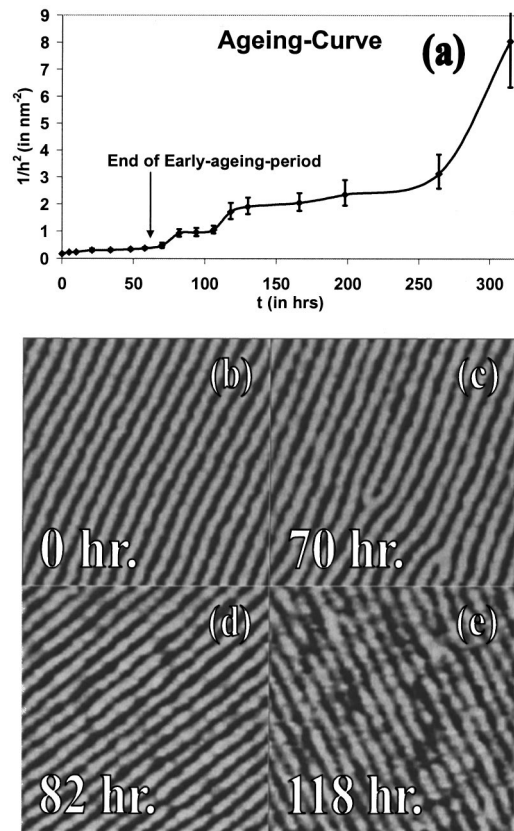 Ageing-Curve
(a)
1/h² (in nm⁻²)
9
8
7
6
5
4
3
2
1
0
End of Early-ageing-period
0 50 100 150 200 250 300
t (in hrs)
(b)
0 hr.
(c)
70 hr.
(d)
82 hr.
(e)
118 hr.